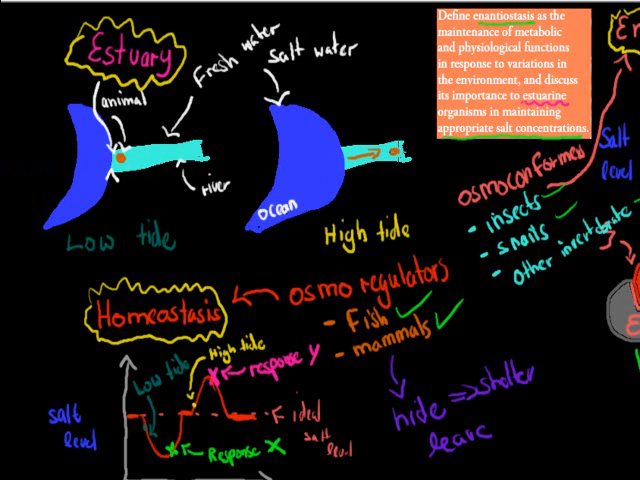 Estuary
animal
Fresh water
Salt water
river
ocean
Low tide
High tide
Define enantiostasis as the
maintenance of metabolic
and physiological functions
in response to variations in
the environment, and discuss
its importance to estuarine
organisms in maintaining
appropriate salt concentrations.
En
Salt
level
osmoconformers
- insects
- snails
- other invertebrate
Homeostasis
osmo regulators
- Fish
- mammals
hide => shelter
leave
High tide
Low tide
response Y
Response X
ideal
salt
level
salt
level
E